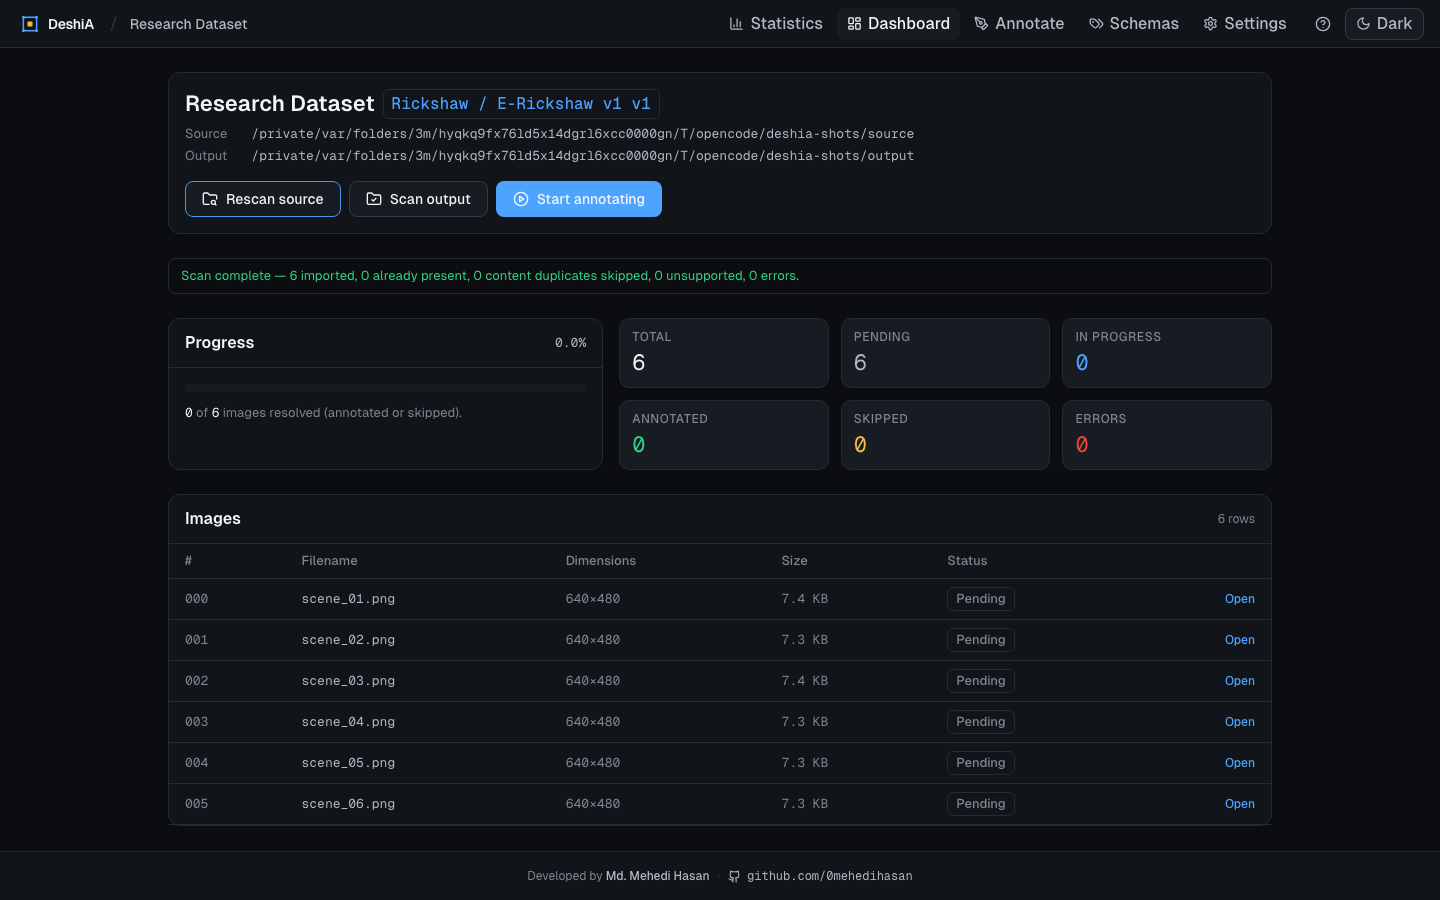 DeshiA / Research Dataset Statistics Dashboard Annotate Schemas Settings Dark
Research Dataset Rickshaw / E-Rickshaw v1 v1
Source /private/var/folders/3m/hyqkq9fx76ld5x14dgrl6xcc0000gn/T/opencode/deshia-shots/source
Output /private/var/folders/3m/hyqkq9fx76ld5x14dgrl6xcc0000gn/T/opencode/deshia-shots/output
Rescan source Scan output Start annotating
Scan complete — 6 imported, 0 already present, 0 content duplicates skipped, 0 unsupported, 0 errors.
Progress 0.0%
0 of 6 images resolved (annotated or skipped).
TOTAL PENDING IN PROGRESS
6 6 0
ANNOTATED SKIPPED ERRORS
0 0 0
Images 6 rows
# Filename Dimensions Size Status
000 scene_01.png 640×480 7.4 KB Pending Open
001 scene_02.png 640×480 7.3 KB Pending Open
002 scene_03.png 640×480 7.4 KB Pending Open
003 scene_04.png 640×480 7.3 KB Pending Open
004 scene_05.png 640×480 7.3 KB Pending Open
005 scene_06.png 640×480 7.3 KB Pending Open
Developed by Md. Mehedi Hasan · github.com/0mehedihasan